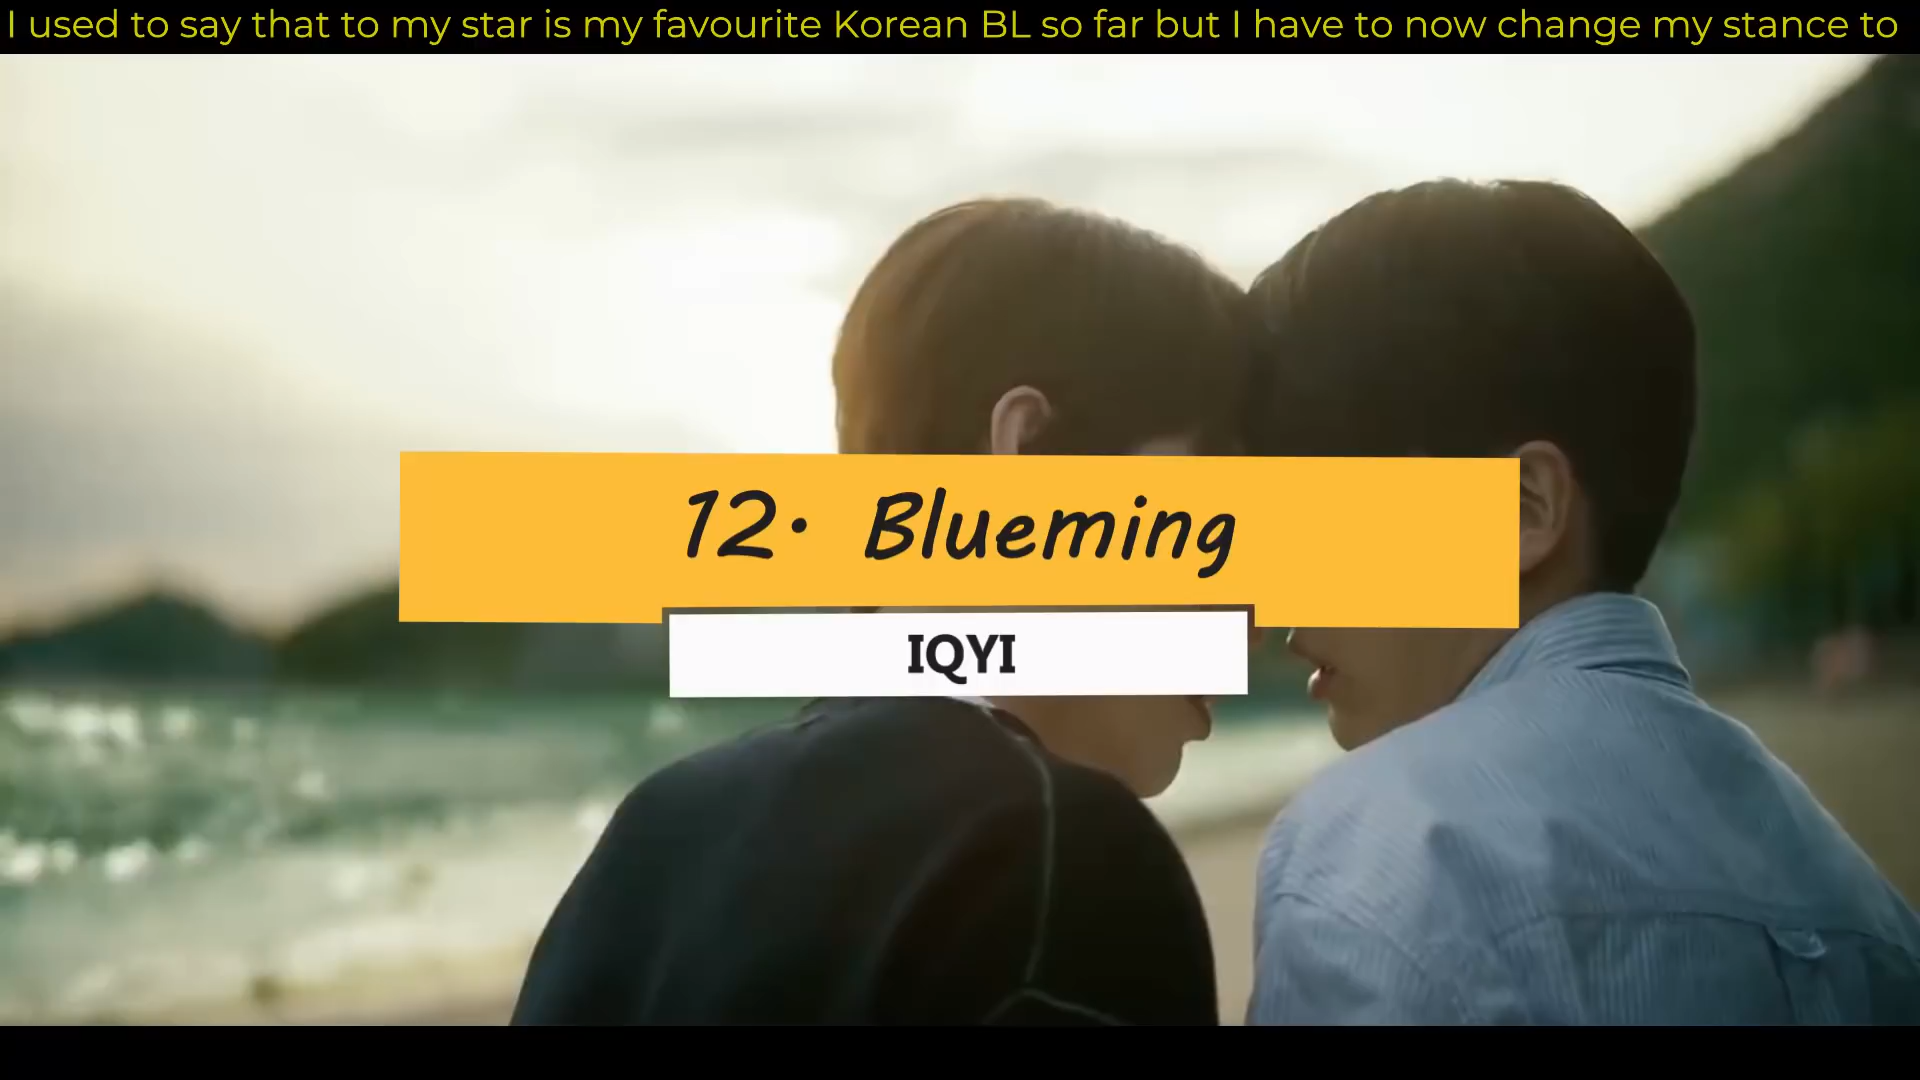 I used to say that to my star is my favourite Korean BL so far but I have to now change my stance to
12. Blueming
IQYI